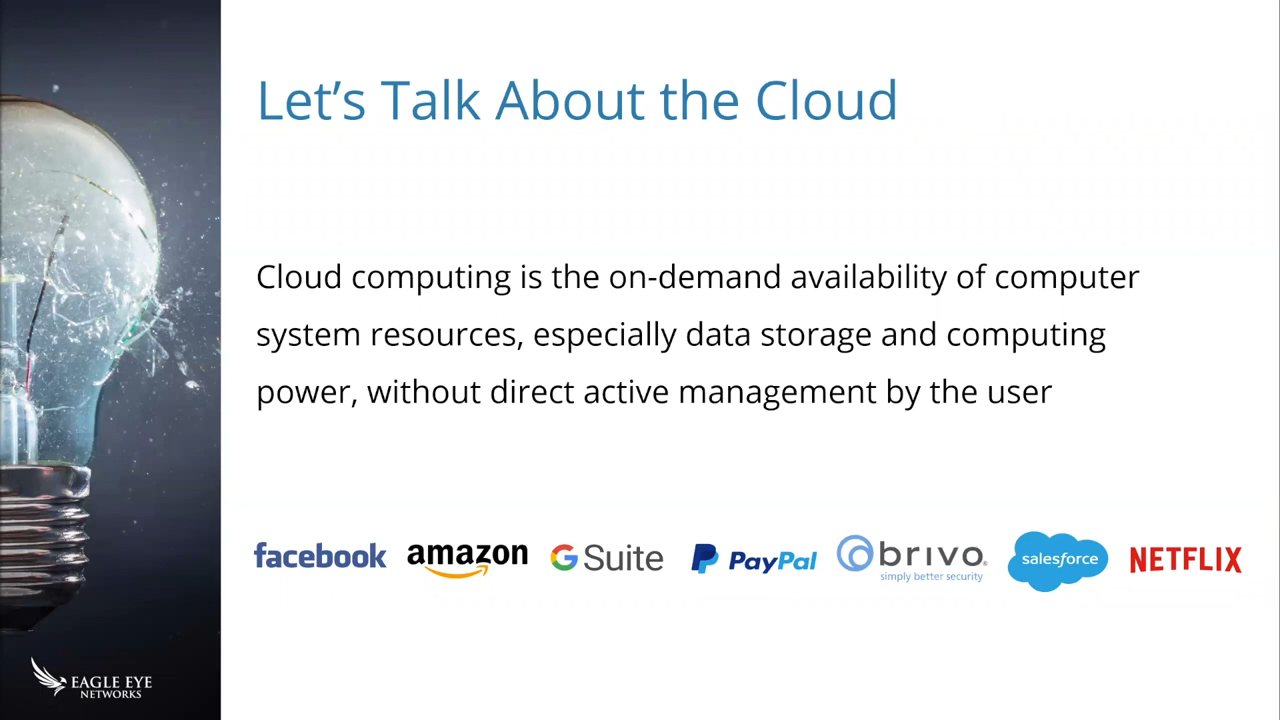 Let's Talk About the Cloud
Cloud computing is the on-demand availability of computer
system resources, especially data storage and computing
power, without direct active management by the user
facebook amazon G Suite PayPal brivo® salesforce NETFLIX
simply better security
EAGLE EYE
NETWORKS